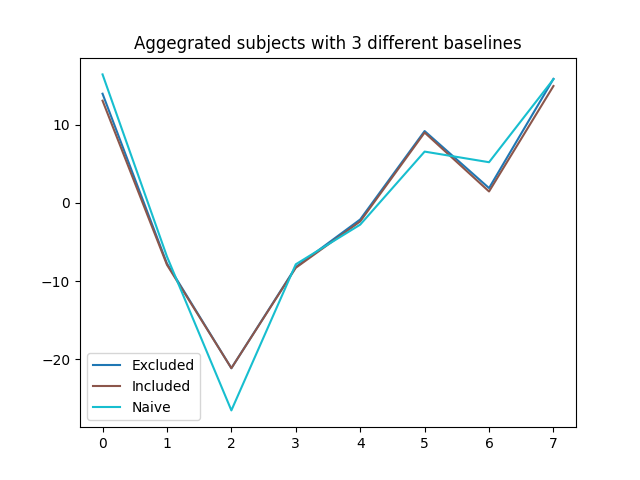 Aggegrated subjects with 3 different baselines
10
0
−10
−20
Excluded
Included
Naive
0 1 2 3 4 5 6 7